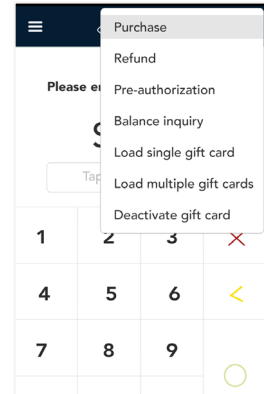 Purchase
Refund
Please
Pre-authorization
Balance inquiry
Load single gift card
Load multiple gift cards
Deactivate gift card
1 2 3
4 5 6
7 8 9